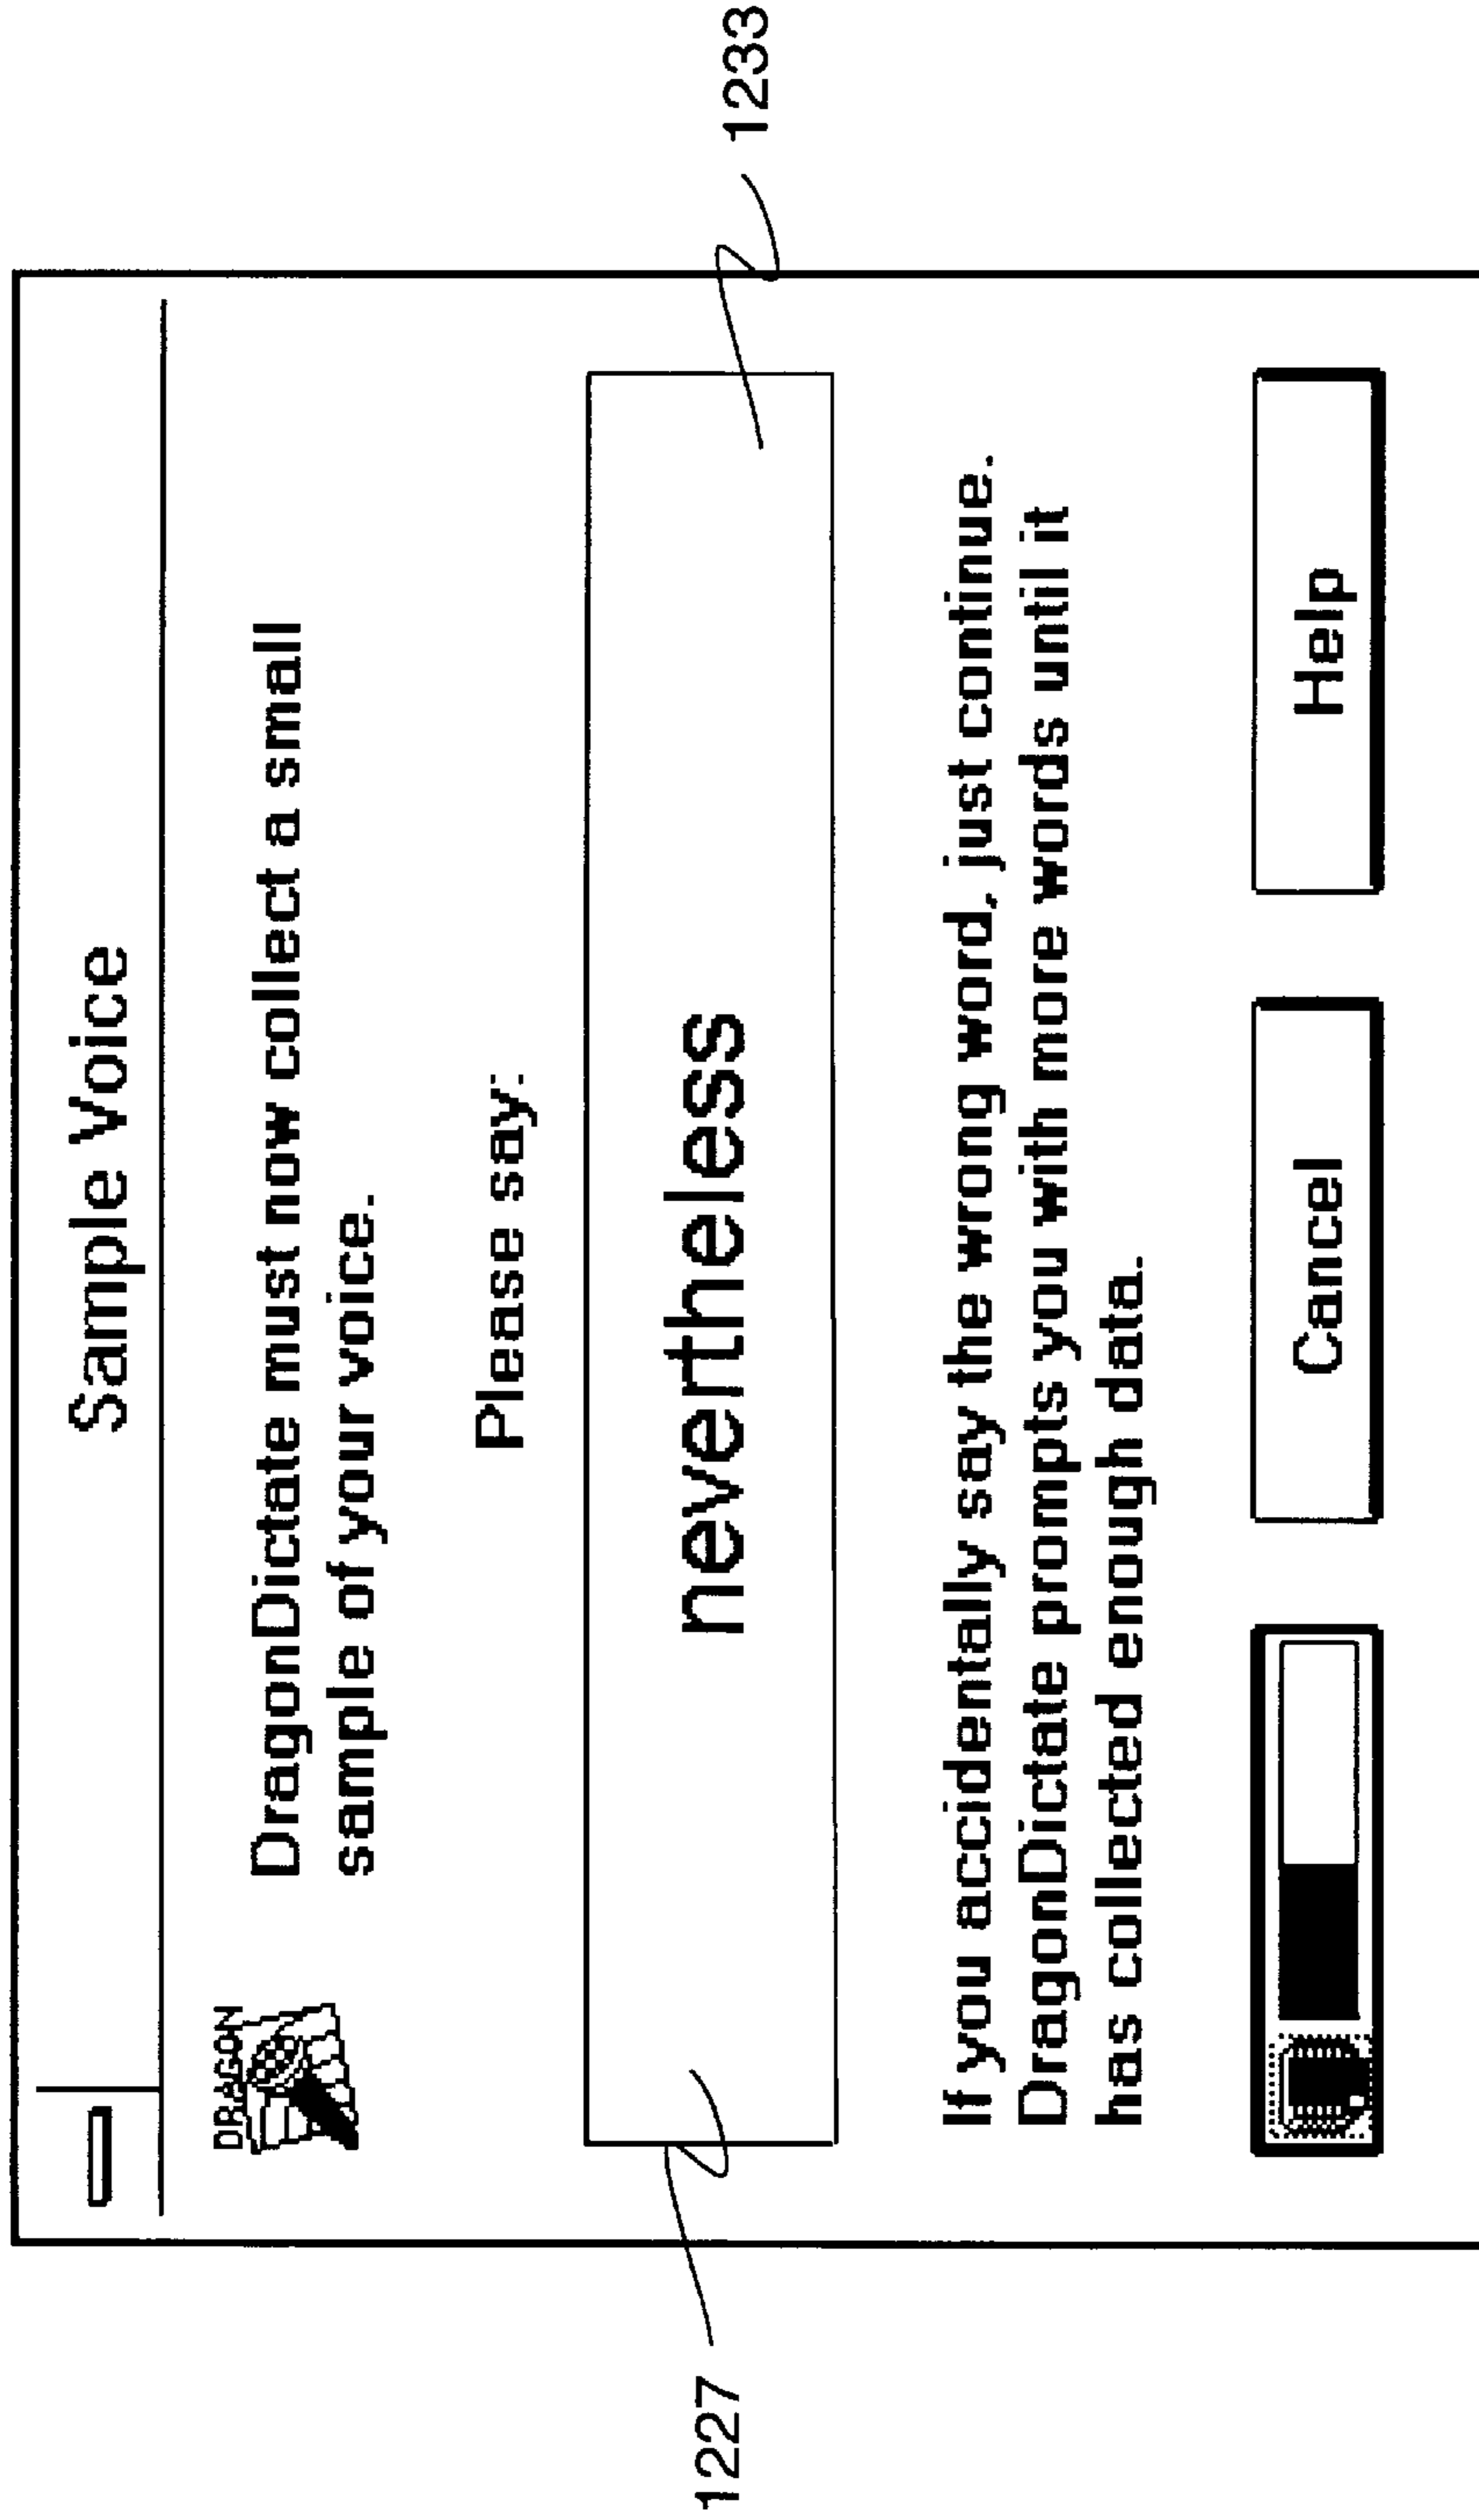 Sample Voice
DRAGON
DragonDictate must now collect a small
sample of your voice.
Please say:
nevertheless
1227
1233
If you accidentally say the wrong word, just continue.
DragonDictate prompts you with more words until it
has collected enough data.
Cancel
Help